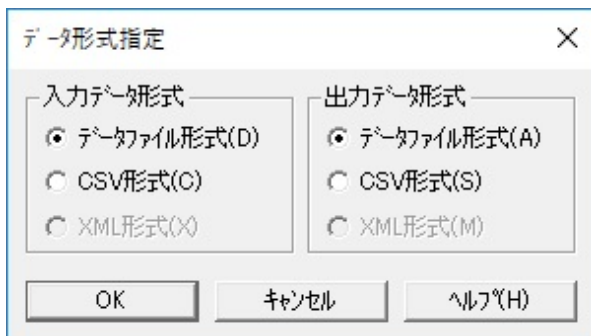 ﾃﾞｰﾀ形式指定
入力ﾃﾞｰﾀ形式
ﾃﾞｰﾀﾌｧｲﾙ形式(D)
CSV形式(C)
XML形式(X)
出力ﾃﾞｰﾀ形式
ﾃﾞｰﾀﾌｧｲﾙ形式(A)
CSV形式(S)
XML形式(M)
OK
ｷｬﾝｾﾙ
ﾍﾙﾌﾟ(H)